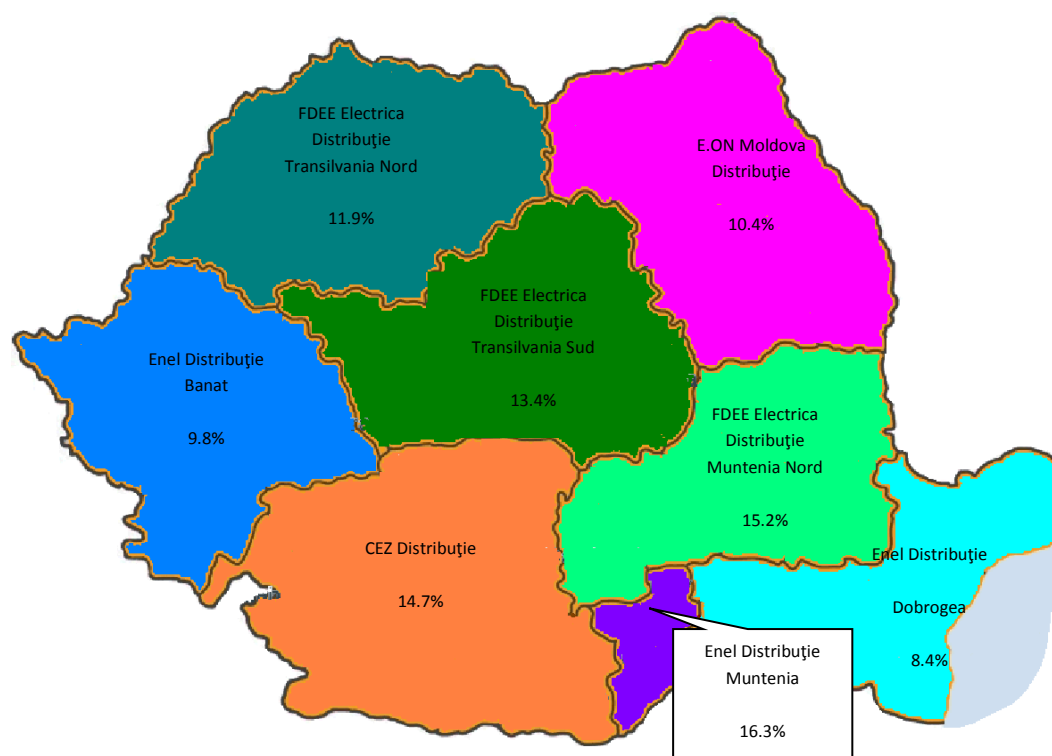 FDEE Electrica
Distribuţie
Transilvania Nord
11.9%
E.ON Moldova
Distribuţie
10.4%
FDEE Electrica
Distribuţie
Transilvania Sud
13.4%
Enel Distribuţie
Banat
9.8%
FDEE Electrica
Distribuţie
Muntenia Nord
15.2%
CEZ Distribuţie
14.7%
Enel Distribuţie
Dobrogea
8.4%
Enel Distribuţie
Muntenia
16.3%